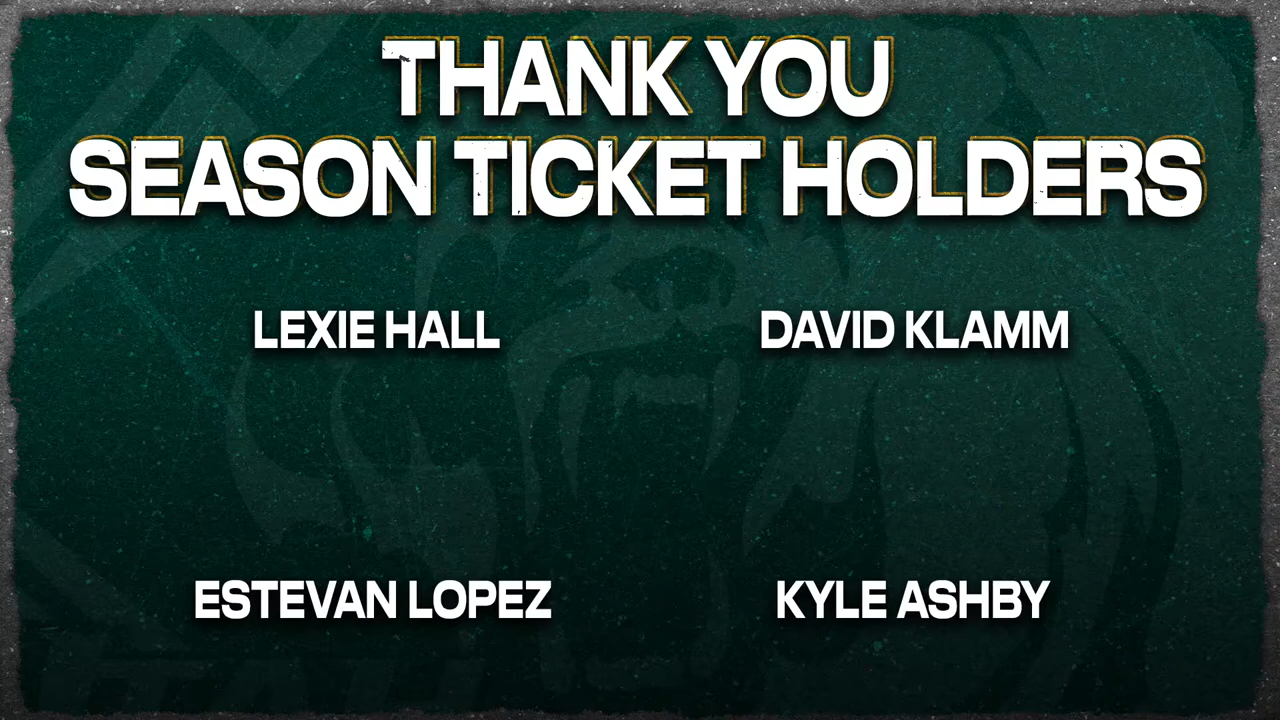 THANK YOU
SEASON TICKET HOLDERS
LEXIE HALL
DAVID KLAMM
ESTEVAN LOPEZ
KYLE ASHBY